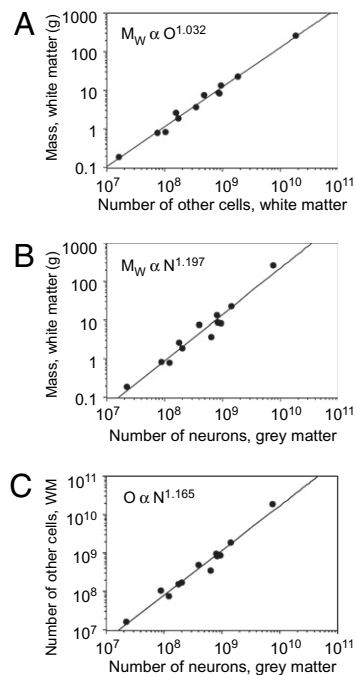 A
M_W α O^1.032
Mass, white matter (g)
1000
100
10
1
0.1
10^7 10^8 10^9 10^10 10^11
Number of other cells, white matter
B
M_W α N^1.197
Mass, white matter (g)
1000
100
10
1
0.1
10^7 10^8 10^9 10^10 10^11
Number of neurons, grey matter
C
O α N^1.165
Number of other cells, WM
10^11
10^10
10^9
10^8
10^7
10^7 10^8 10^9 10^10 10^11
Number of neurons, grey matter